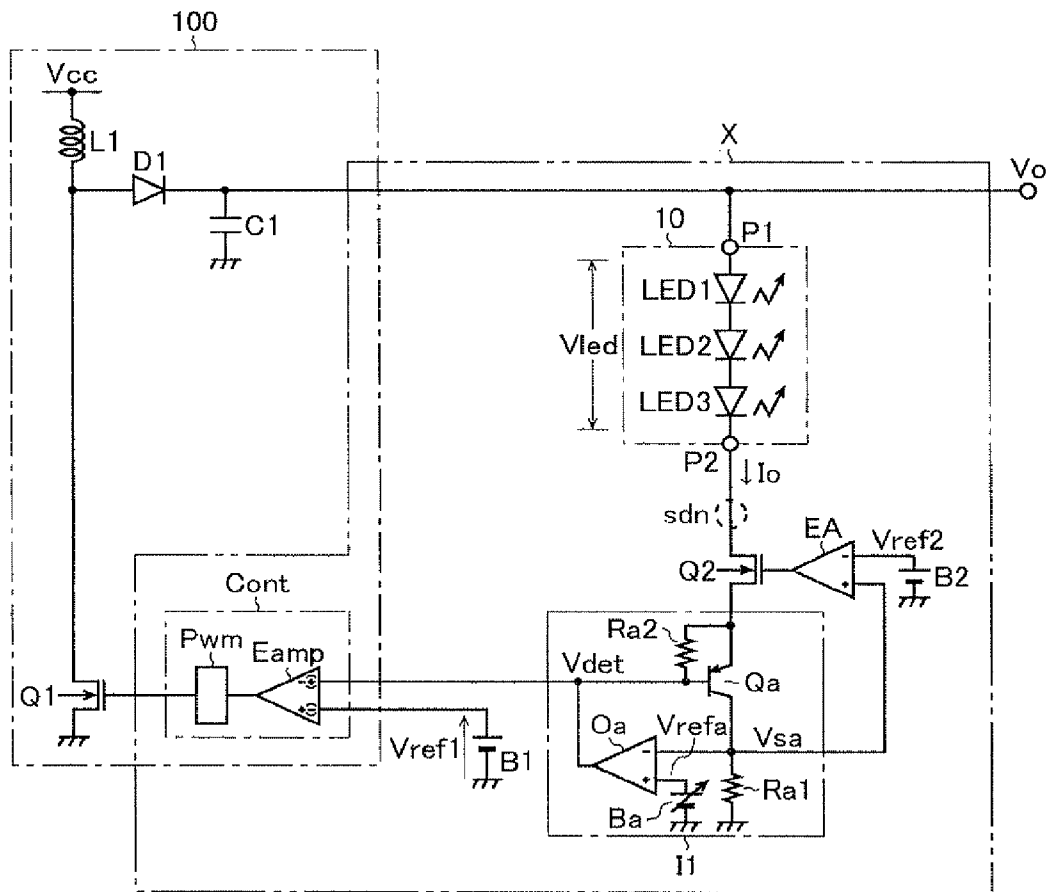 100
Vcc
L1
D1
C1
X
Vo
10
P1
LED1
Vled
LED2
LED3
P2
Io
sdn
EA
Vref2
Q2
-
+
B2
Cont
Pwm
Eamp
Ra2
Vdet
Qa
Q1
-(+)
+(-)
Vref1
B1
Oa
Vrefa
Vsa
-
+
Ba
Ra1
I1